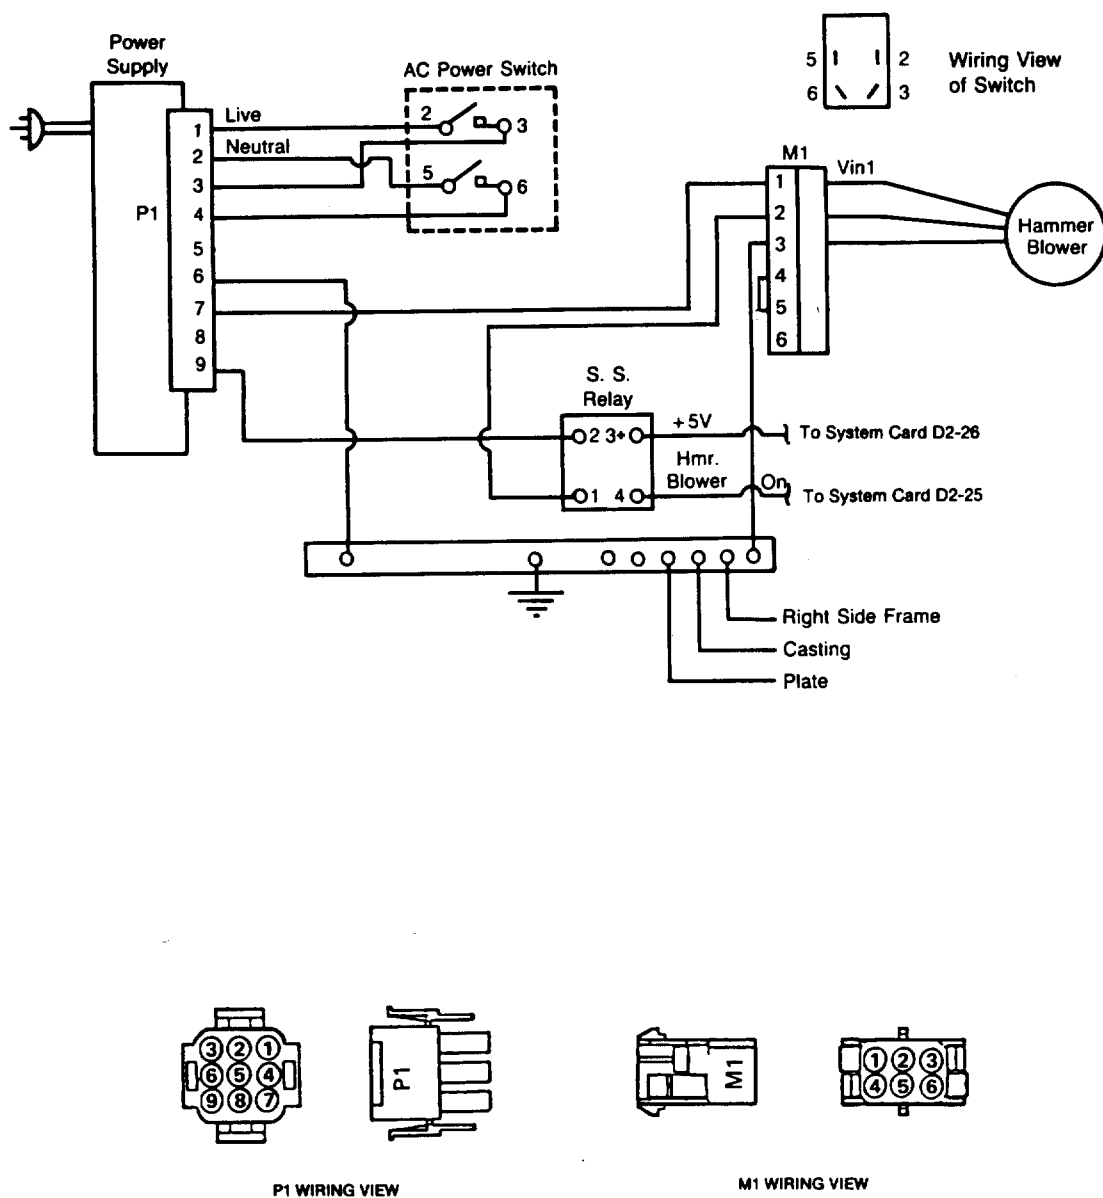 Power
Supply
AC Power Switch
5 2
6 3
Wiring View
of Switch
Live
Neutral
2
3
5
6
P1
1
2
3
4
5
6
7
8
9
M1
Vin1
1
2
3
4
5
6
Hammer
Blower
S. S.
Relay
2 3+
1 4
+5V
To System Card D2-26
Hmr.
Blower
On
To System Card D2-25
Right Side Frame
Casting
Plate
3 2 1
6 5 4
9 8 7
P1
M1
1 2 3
4 5 6
P1 WIRING VIEW
M1 WIRING VIEW